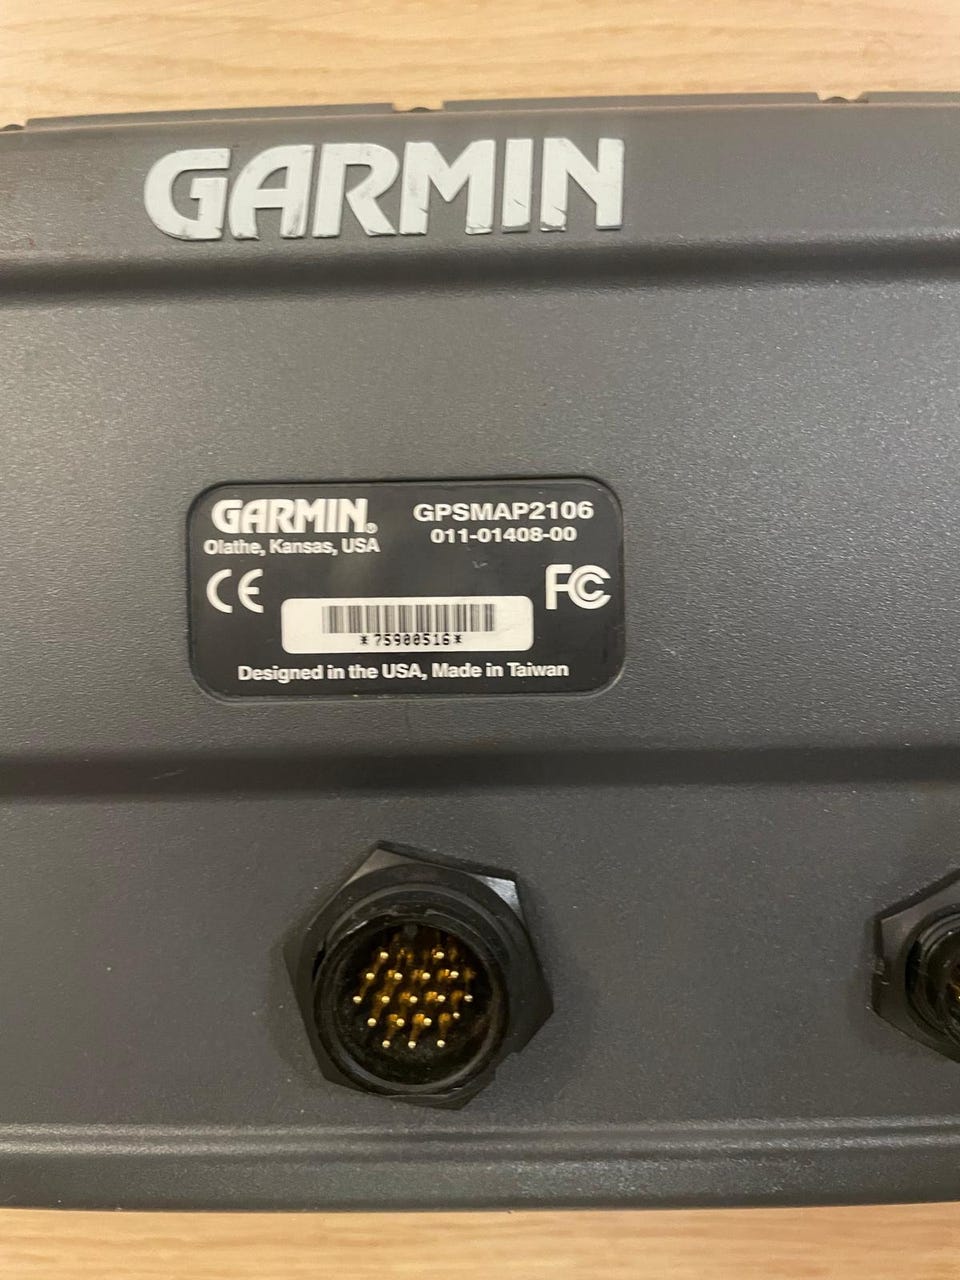 GARMIN
GARMIN® GPSMAP2106
Olathe, Kansas, USA 011-01408-00
CE FC
*75900516*
Designed in the USA, Made in Taiwan